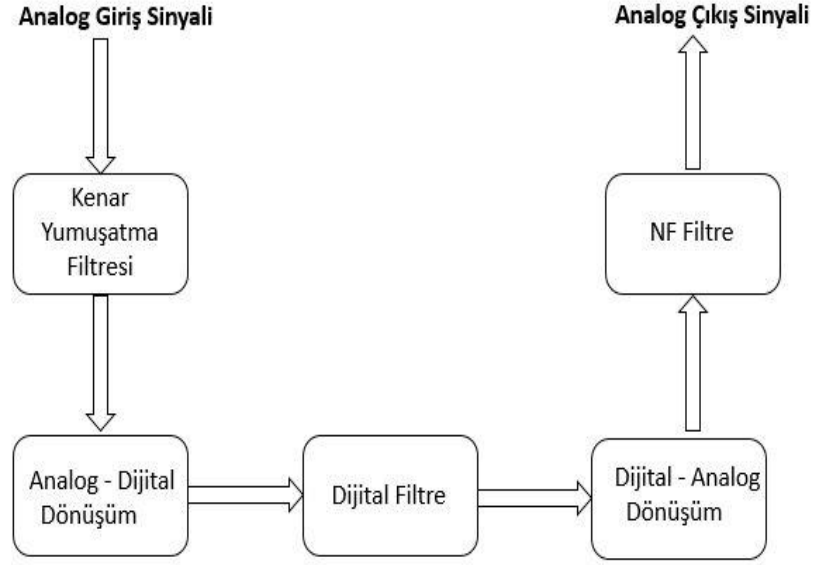 Analog Giriş Sinyali
Kenar
Yumuşatma
Filtresi
Analog - Dijital
Dönüşüm
Dijital Filtre
Dijital - Analog
Dönüşüm
NF Filtre
Analog Çıkış Sinyali